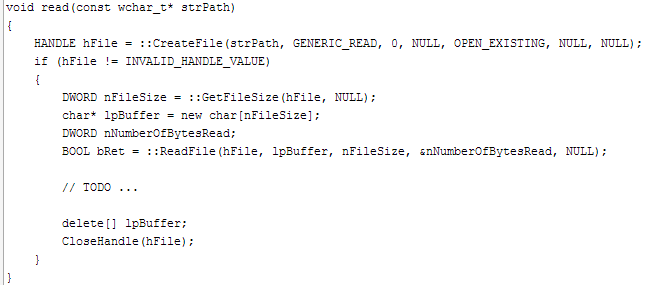 void read(const wchar_t* strPath)
{
    HANDLE hFile = ::CreateFile(strPath, GENERIC_READ, 0, NULL, OPEN_EXISTING, NULL, NULL);
    if (hFile != INVALID_HANDLE_VALUE)
    {
        DWORD nFileSize = ::GetFileSize(hFile, NULL);
        char* lpBuffer = new char[nFileSize];
        DWORD nNumberOfBytesRead;
        BOOL bRet = ::ReadFile(hFile, lpBuffer, nFileSize, &nNumberOfBytesRead, NULL);

        // TODO ...

        delete[] lpBuffer;
        CloseHandle(hFile);
    }
}